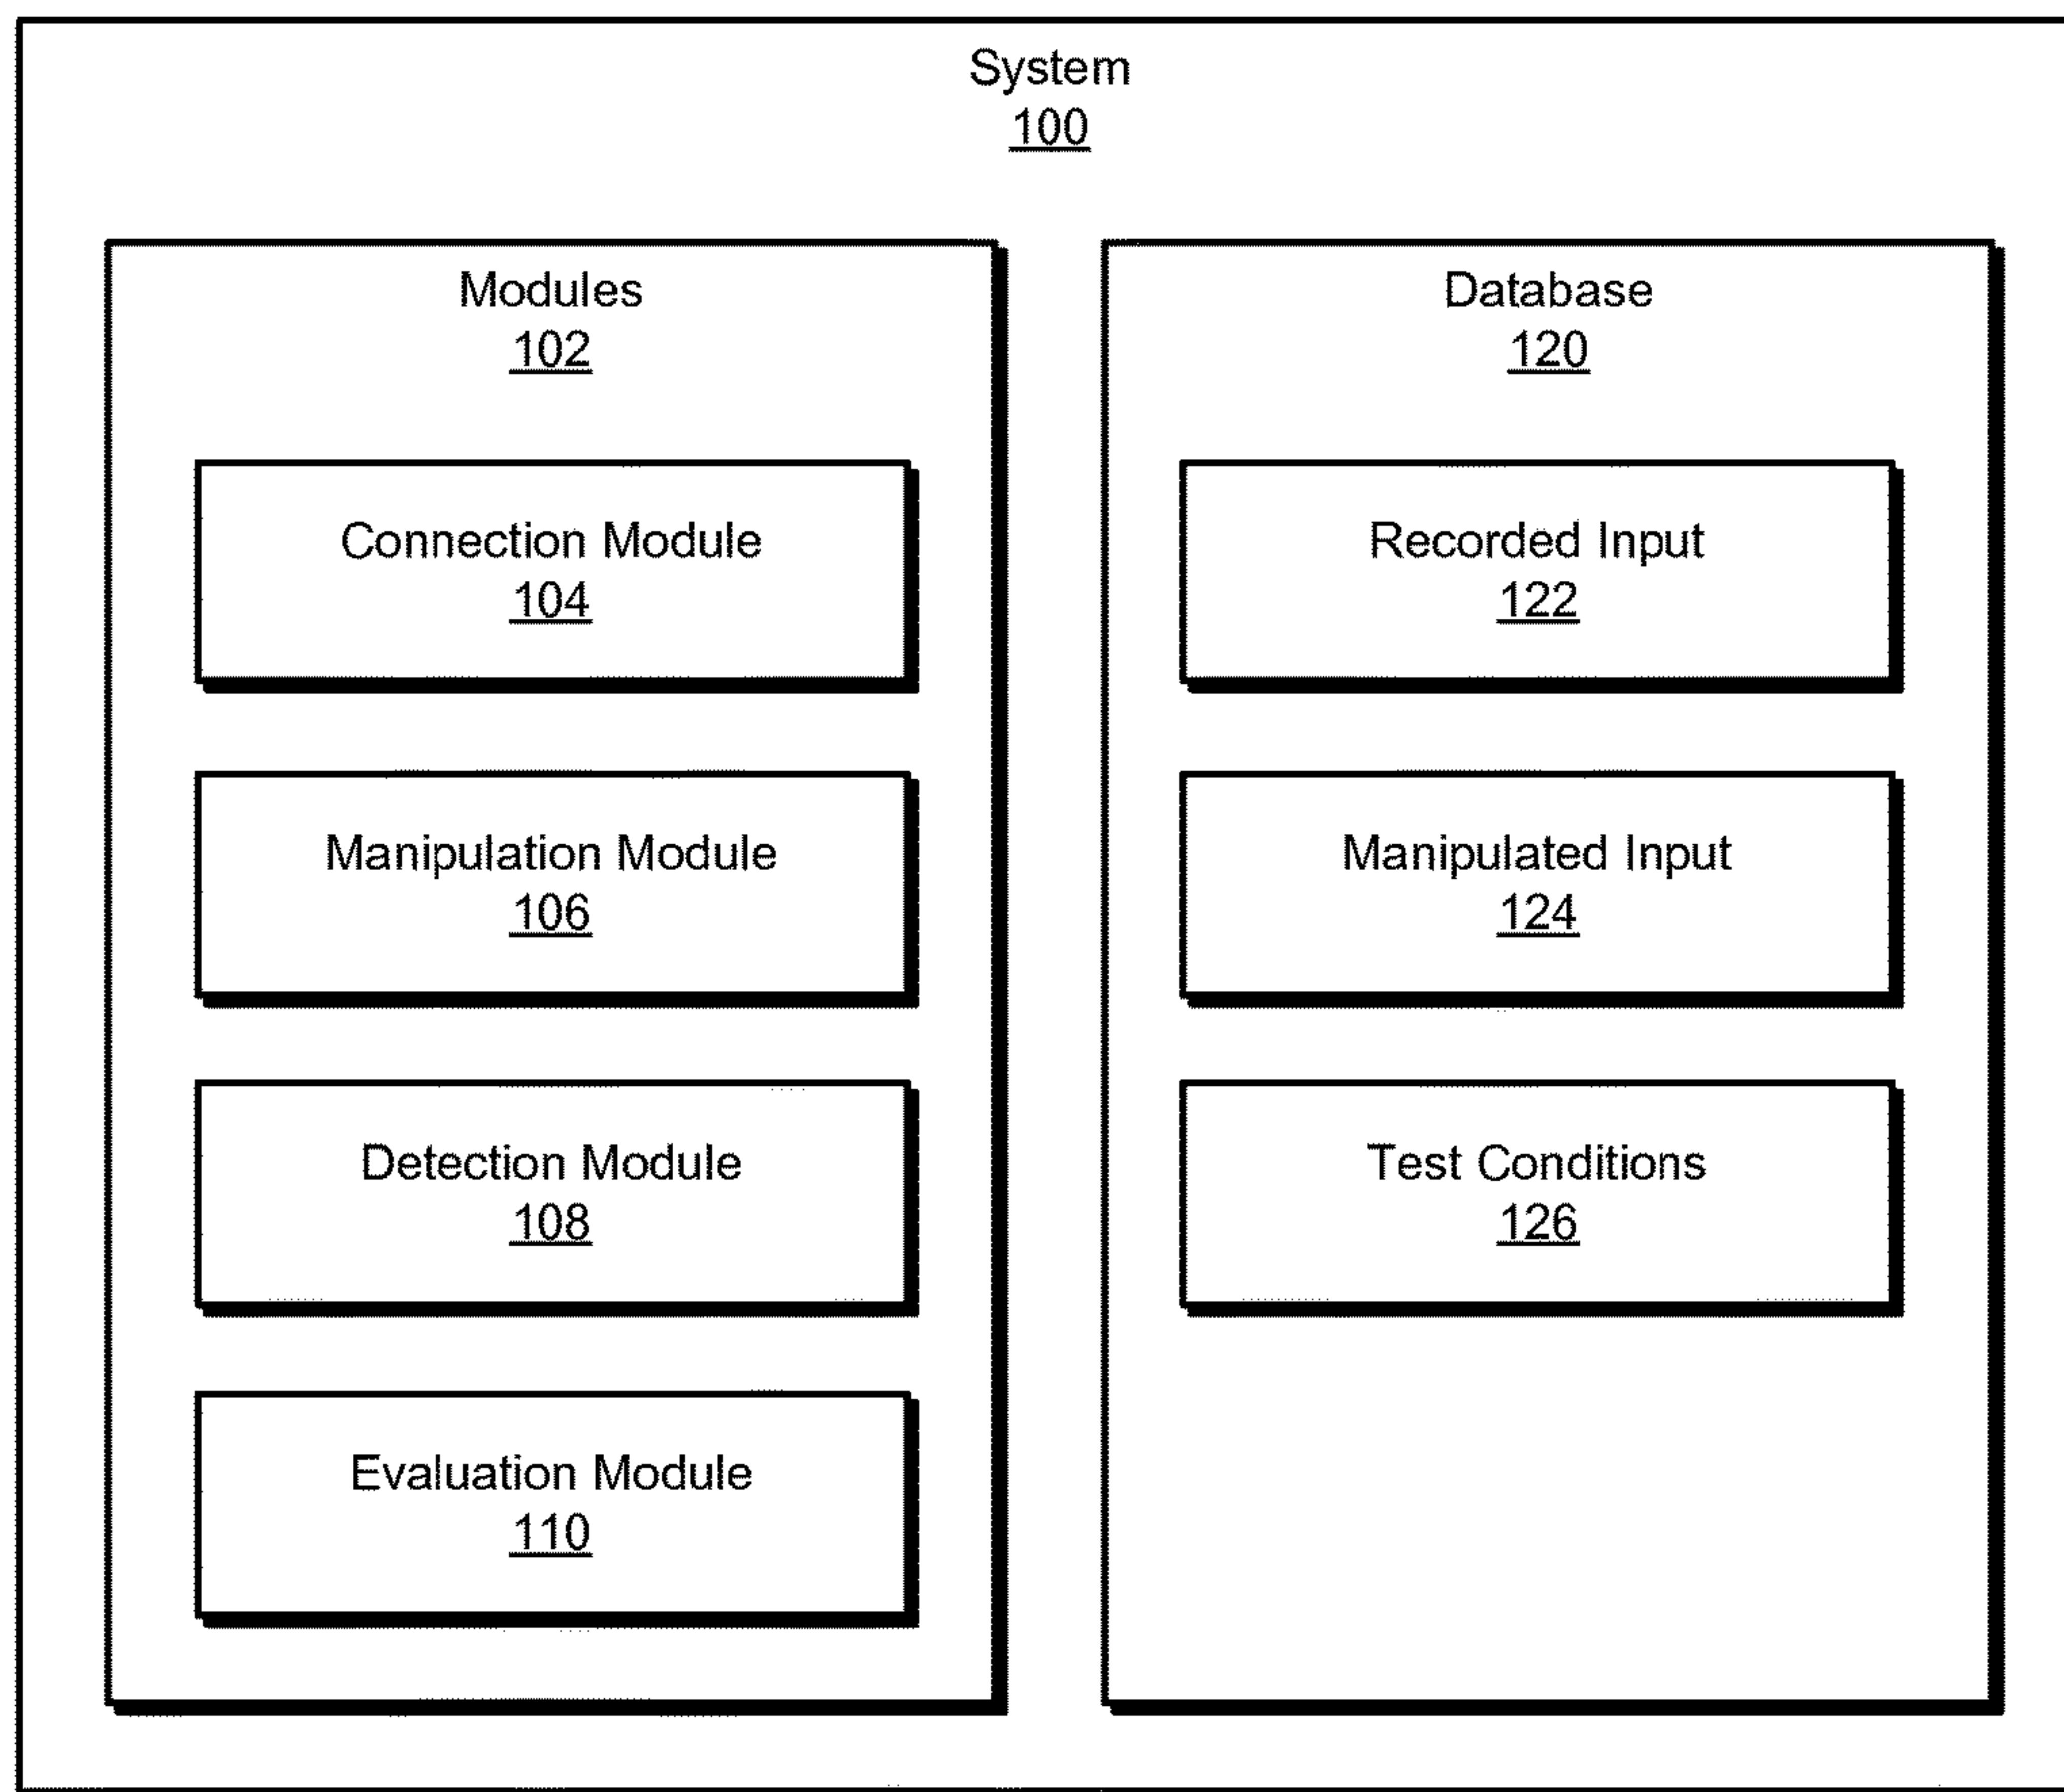 System
100
Modules
102
Connection Module
104
Manipulation Module
106
Detection Module
108
Evaluation Module
110
Database
120
Recorded Input
122
Manipulated Input
124
Test Conditions
126